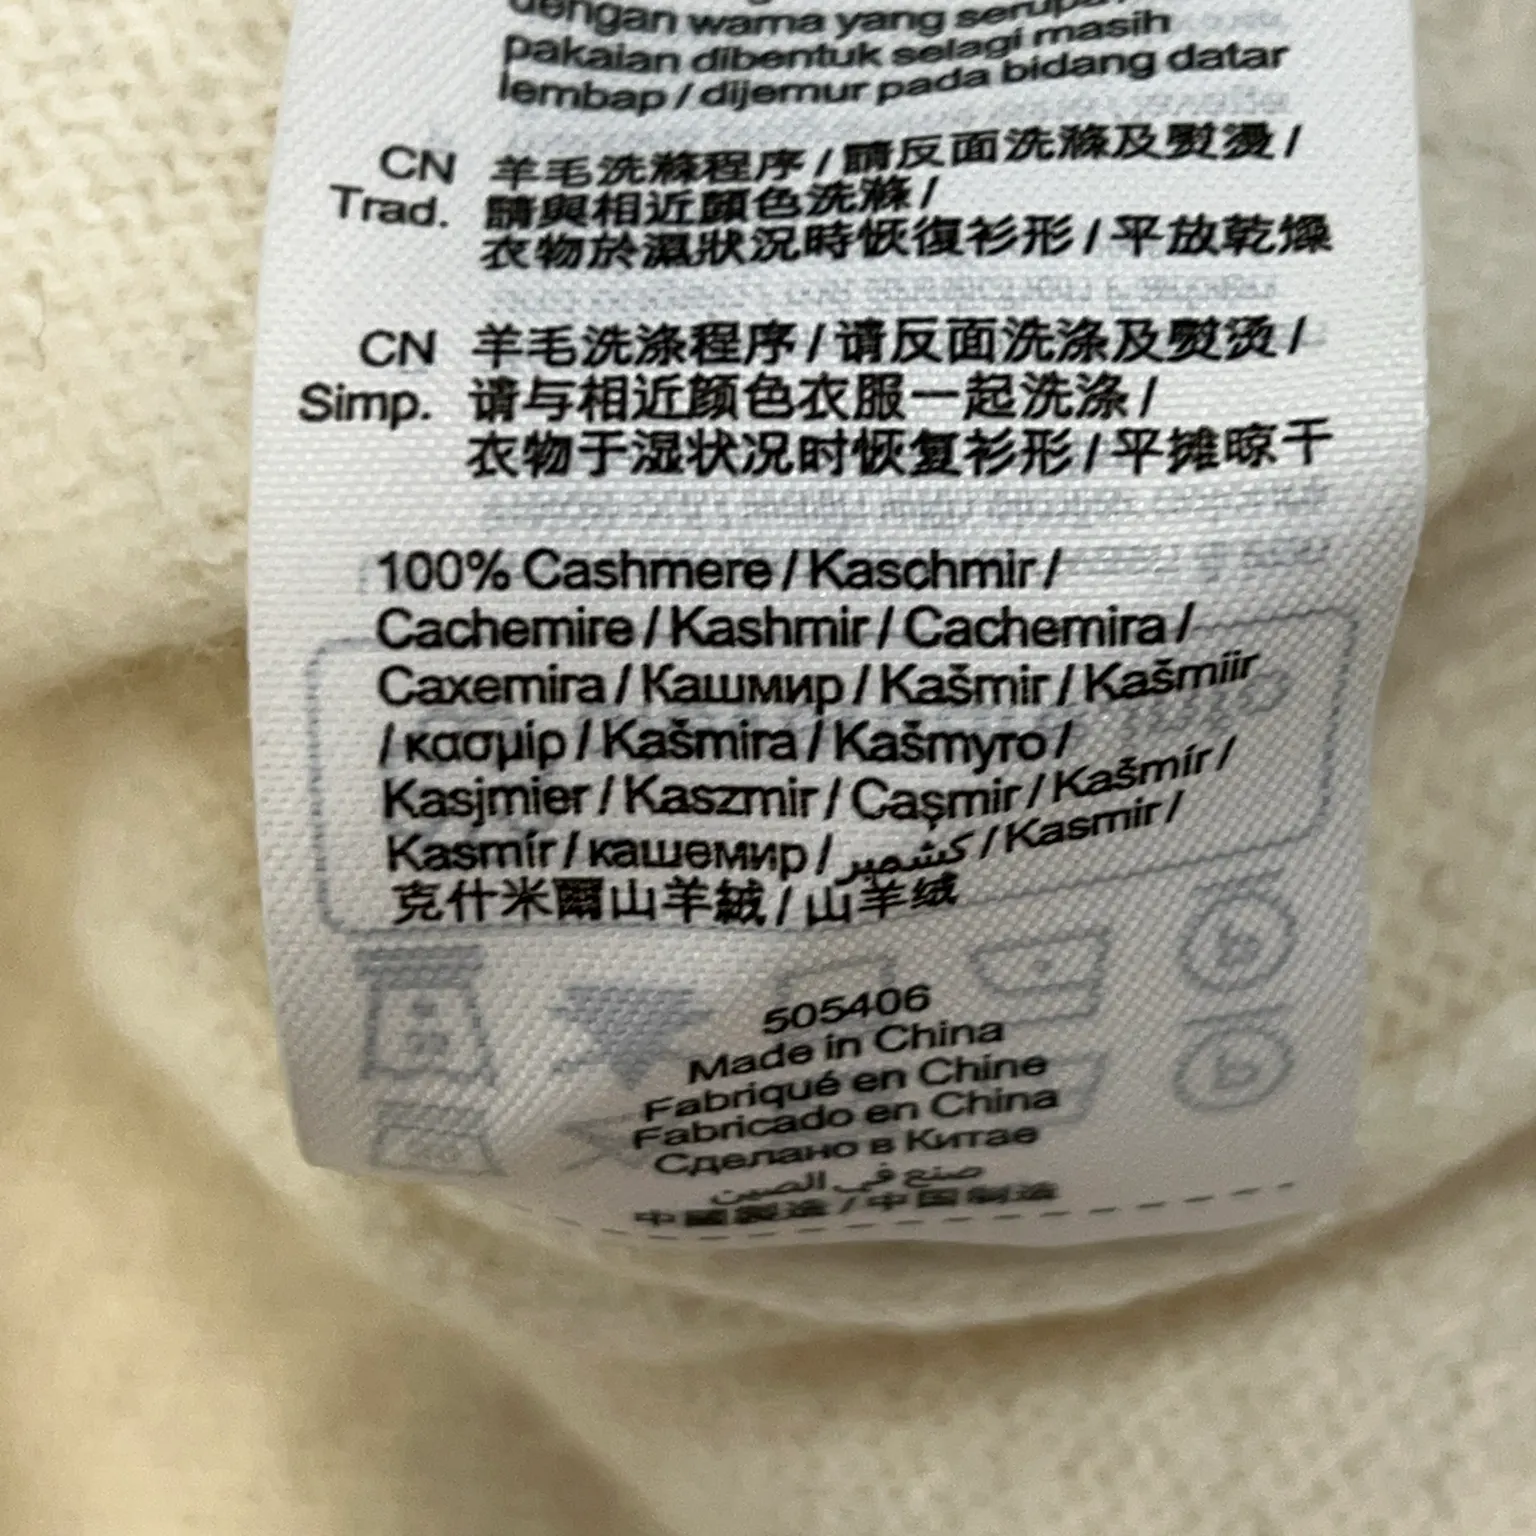 dengan warna yang serupa
pakaian dibentuk selagi masih
lembap / dijemur pada bidang datar
CN 羊毛洗滌程序 / 請反面洗滌及熨燙 /
Trad. 請與相近顏色洗滌 /
衣物於濕狀況時恢復衫形 / 平放乾燥
CN 羊毛洗涤程序 / 请反面洗涤及熨烫 /
Simp. 请与相近颜色衣服一起洗涤 /
衣物于湿状况时恢复衫形 / 平摊晾干
100% Cashmere / Kaschmir /
Cachemire / Kashmir / Cachemira /
Caxemira / Кашмир / Kašmir / Kašmiir
/ κασμιρ / Kašmira / Kašmyro /
Kasjmier / Kaszmir / Caşmir / Kašmír /
Kasmír / кашемир / كشمير / Kasmir /
克什米爾山羊絨 / 山羊绒
505406
Made in China
Fabriqué en Chine
Fabricado en China
Сделано в Китае
صنع في الصين
中國製造 / 中国制造